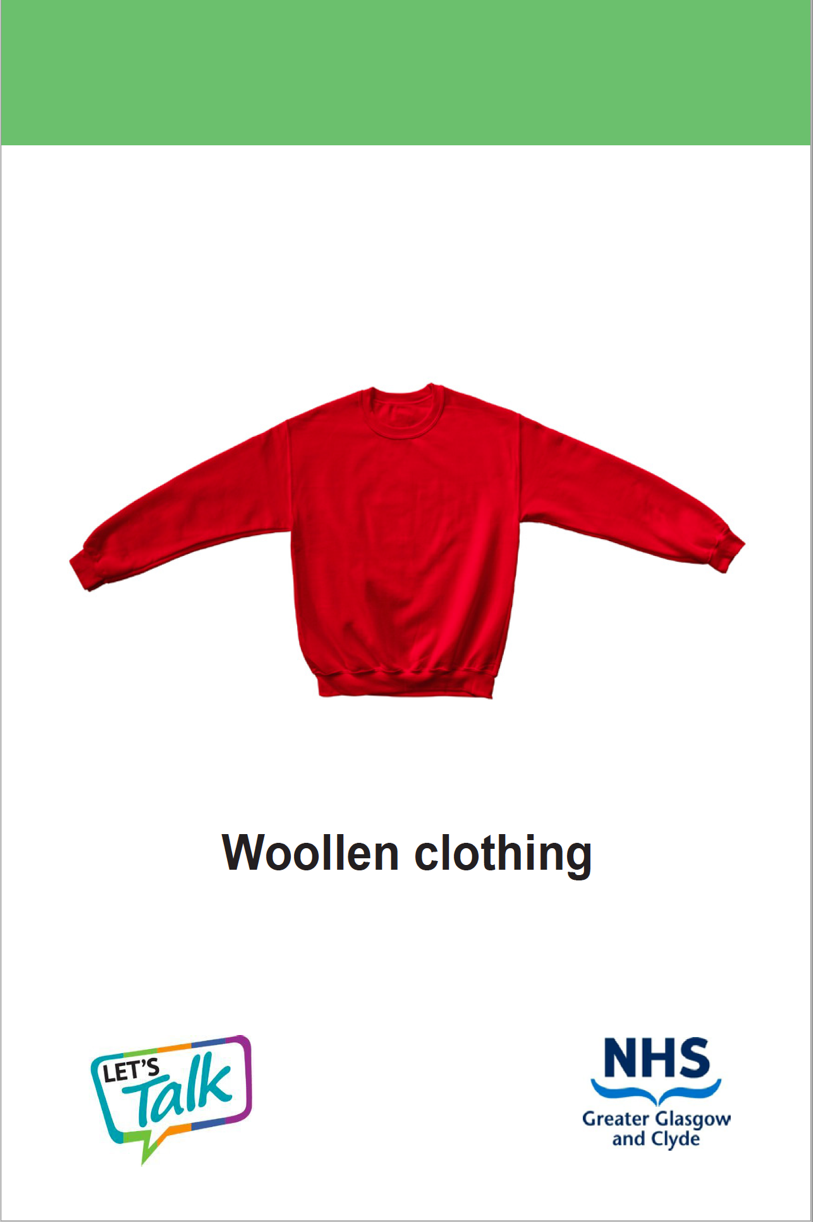 Woollen clothing
LET'S
Talk
NHS
Greater Glasgow
and Clyde